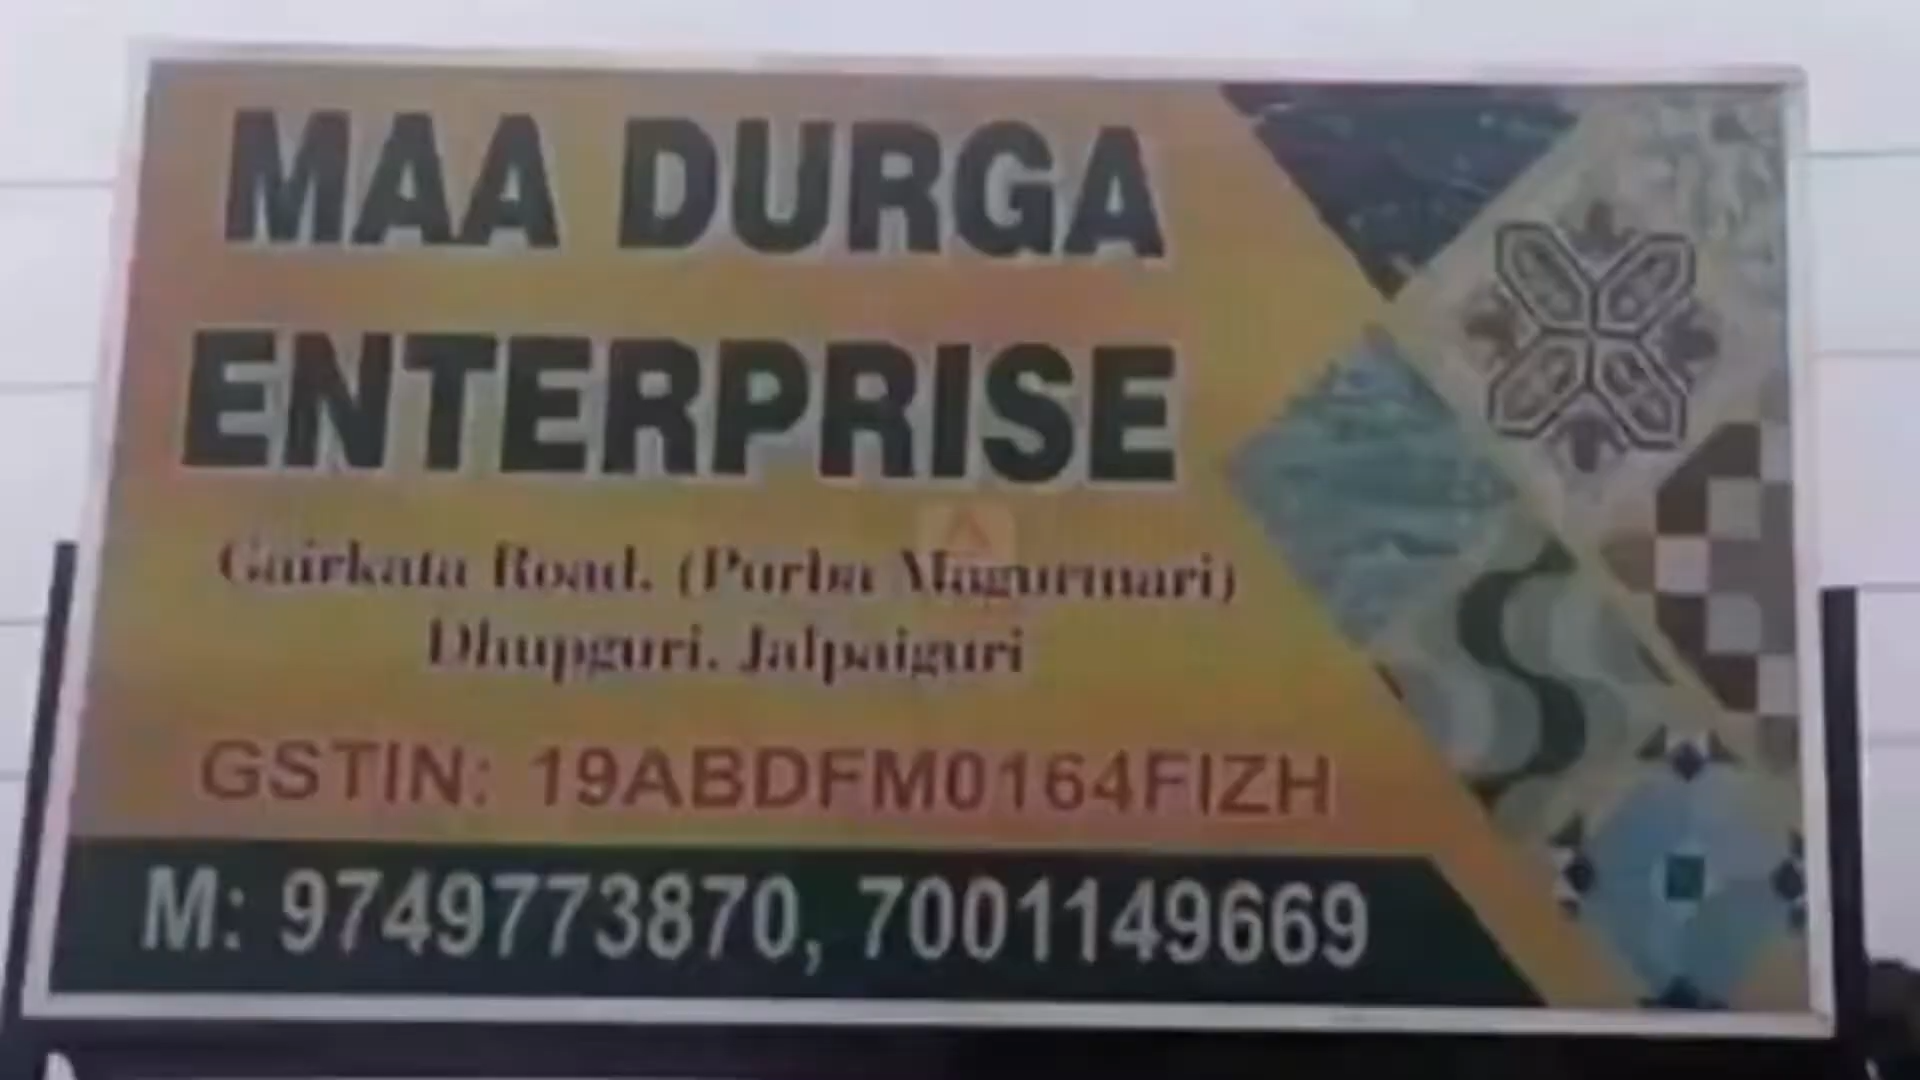 MAA DURGA
ENTERPRISE
Gairkata Road. (Purba Magurmari)
Dhupguri. Jalpaiguri
GSTIN: 19ABDFM0164FIZH
M: 9749773870, 7001149669